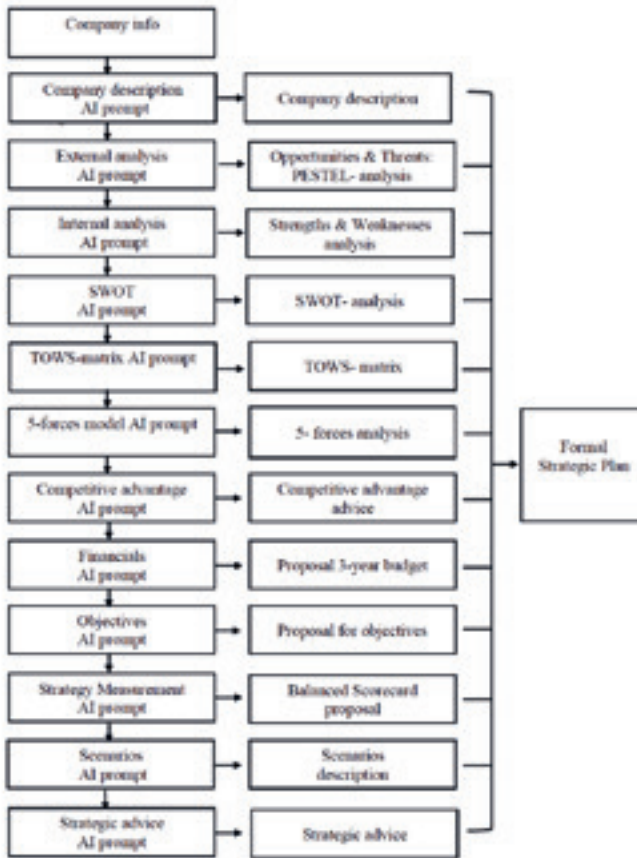 Company info
Company description
AI prompt
Company description
External analysis
AI prompt
Opportunities & Threats:
PESTEL- analysis
Internal analysis
AI prompt
Strengths & Weaknesses
analysis
SWOT
AI prompt
SWOT- analysis
TOWS-matrix AI prompt
TOWS- matrix
5-forces model AI prompt
5- forces analysis
Competitive advantage
AI prompt
Competitive advantage
advice
Financials
AI prompt
Proposal 3-year budget
Objectives
AI prompt
Proposal for objectives
Strategy Measurement
AI prompt
Balanced Scorecard
proposal
Scenarios
AI prompt
Scenarios
description
Strategic advice
AI prompt
Strategic advice
Formal
Strategic Plan